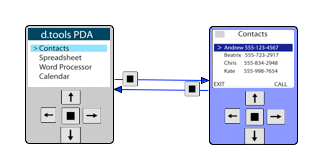 d.tools PDA
> Contacts
Spreadsheet
Word Processor
Calendar
Contacts
> Andrew 555-123-4567
Beatrix 555-723-2917
Chris 555-834-2948
Kate 555-998-7654
EXIT CALL